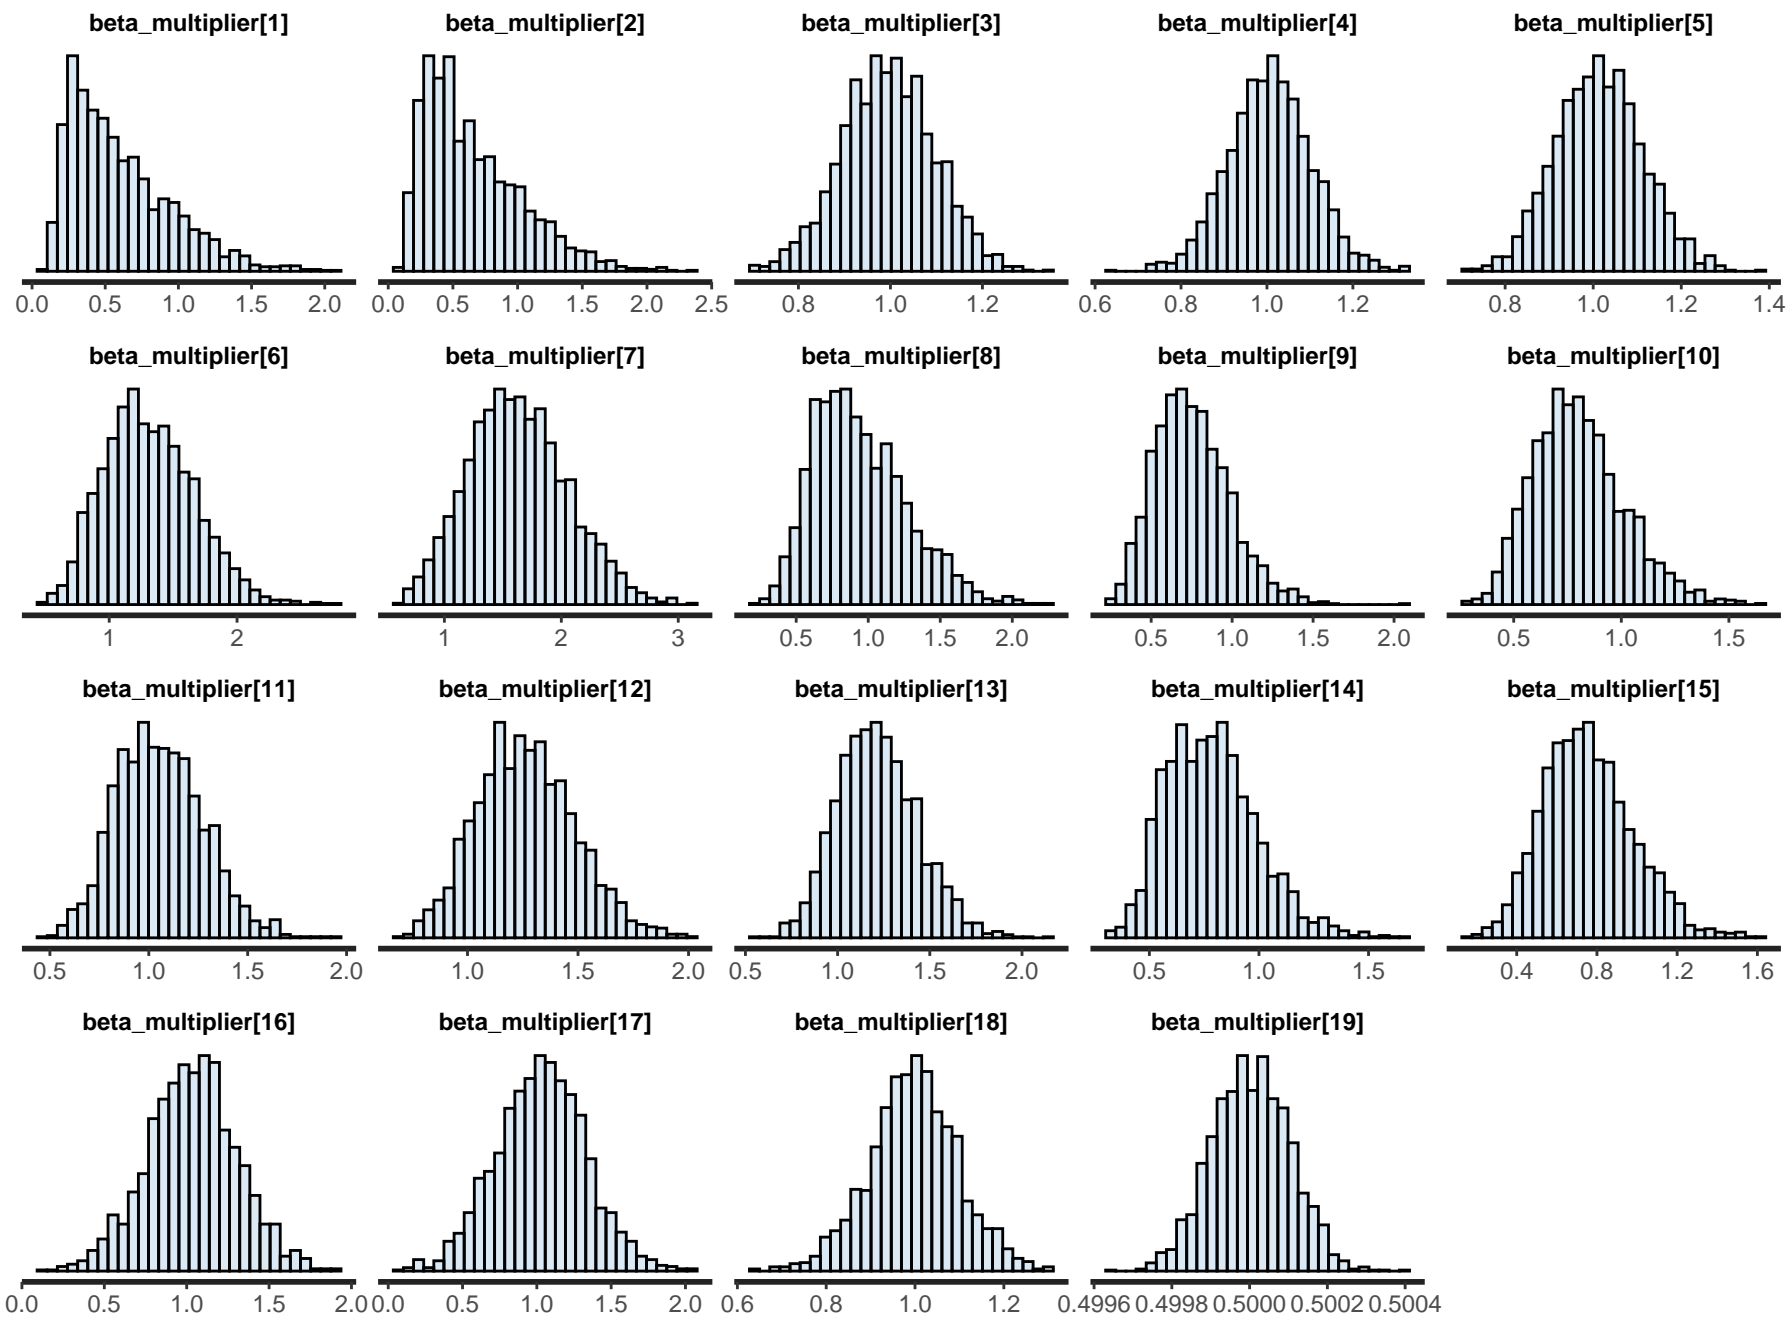 beta_multiplier[1] beta_multiplier[2] beta_multiplier[3] beta_multiplier[4] beta_multiplier[5]
0.0 0.5 1.0 1.5 2.0 0.0 0.5 1.0 1.5 2.0 2.5 0.8 1.0 1.2 0.6 0.8 1.0 1.2 0.8 1.0 1.2 1.4
beta_multiplier[6] beta_multiplier[7] beta_multiplier[8] beta_multiplier[9] beta_multiplier[10]
1 2 1 2 3 0.5 1.0 1.5 2.0 0.5 1.0 1.5 2.0 0.5 1.0 1.5
beta_multiplier[11] beta_multiplier[12] beta_multiplier[13] beta_multiplier[14] beta_multiplier[15]
0.5 1.0 1.5 2.0 1.0 1.5 2.0 0.5 1.0 1.5 2.0 0.5 1.0 1.5 0.4 0.8 1.2 1.6
beta_multiplier[16] beta_multiplier[17] beta_multiplier[18] beta_multiplier[19]
0.0 0.5 1.0 1.5 2.0 0.0 0.5 1.0 1.5 2.0 0.6 0.8 1.0 1.2 0.4996 0.4998 0.5000 0.5002 0.5004